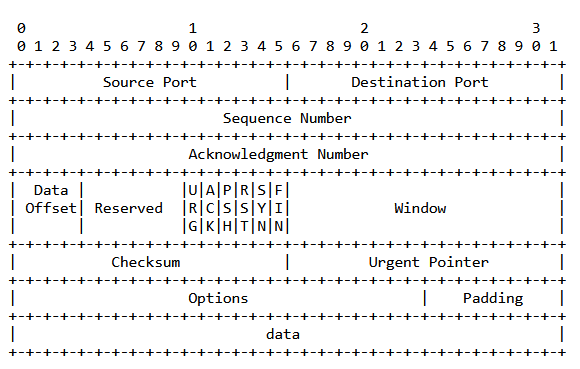 0                   1                   2                   3
 0 1 2 3 4 5 6 7 8 9 0 1 2 3 4 5 6 7 8 9 0 1 2 3 4 5 6 7 8 9 0 1
+-+-+-+-+-+-+-+-+-+-+-+-+-+-+-+-+-+-+-+-+-+-+-+-+-+-+-+-+-+-+-+-+
|          Source Port          |       Destination Port        |
+-+-+-+-+-+-+-+-+-+-+-+-+-+-+-+-+-+-+-+-+-+-+-+-+-+-+-+-+-+-+-+-+
|                        Sequence Number                        |
+-+-+-+-+-+-+-+-+-+-+-+-+-+-+-+-+-+-+-+-+-+-+-+-+-+-+-+-+-+-+-+-+
|                    Acknowledgment Number                      |
+-+-+-+-+-+-+-+-+-+-+-+-+-+-+-+-+-+-+-+-+-+-+-+-+-+-+-+-+-+-+-+-+
|  Data |           |U|A|P|R|S|F|                               |
| Offset| Reserved  |R|C|S|S|Y|I|            Window             |
|       |           |G|K|H|T|N|N|                               |
+-+-+-+-+-+-+-+-+-+-+-+-+-+-+-+-+-+-+-+-+-+-+-+-+-+-+-+-+-+-+-+-+
|           Checksum            |         Urgent Pointer        |
+-+-+-+-+-+-+-+-+-+-+-+-+-+-+-+-+-+-+-+-+-+-+-+-+-+-+-+-+-+-+-+-+
|                    Options                    |    Padding    |
+-+-+-+-+-+-+-+-+-+-+-+-+-+-+-+-+-+-+-+-+-+-+-+-+-+-+-+-+-+-+-+-+
|                             data                              |
+-+-+-+-+-+-+-+-+-+-+-+-+-+-+-+-+-+-+-+-+-+-+-+-+-+-+-+-+-+-+-+-+